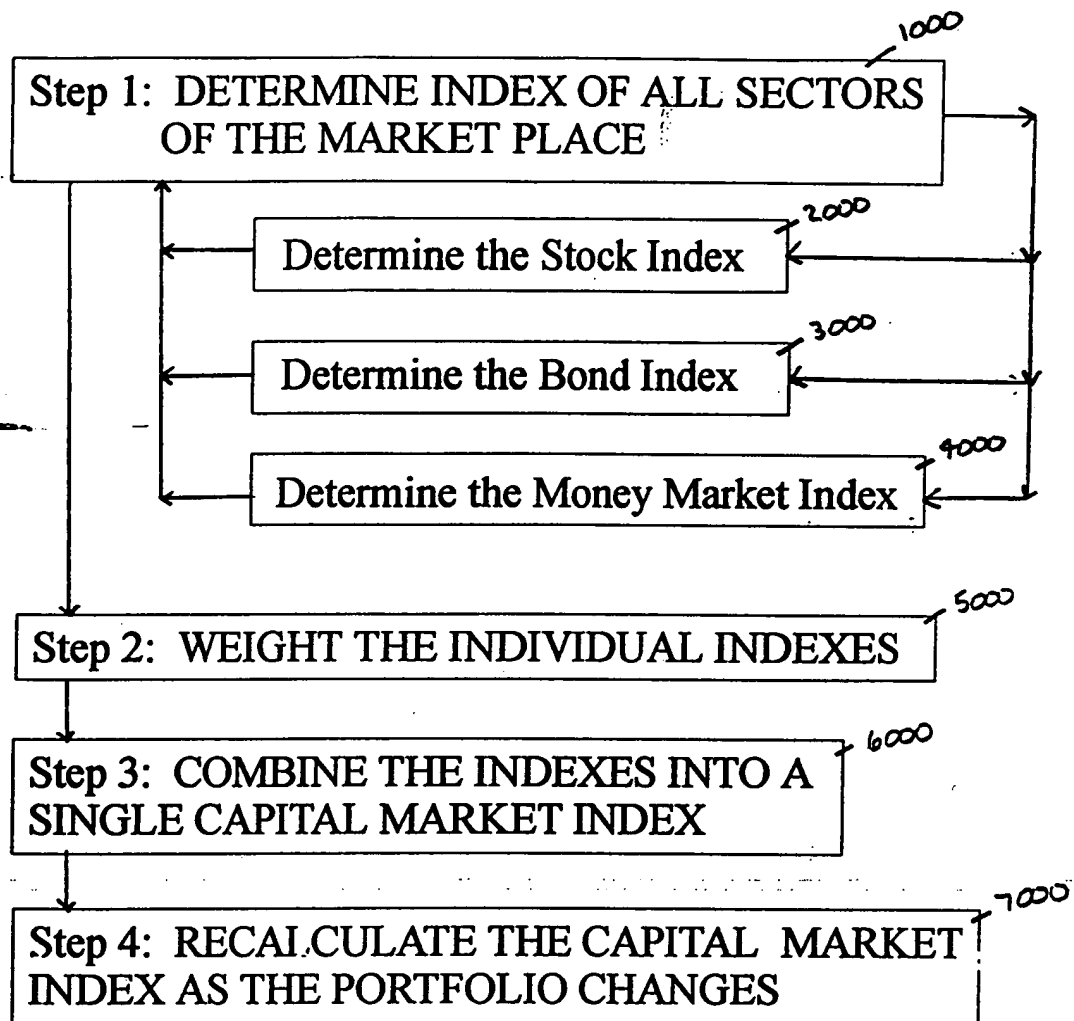 1000
Step 1: DETERMINE INDEX OF ALL SECTORS
OF THE MARKET PLACE
2000
Determine the Stock Index
3000
Determine the Bond Index
4000
Determine the Money Market Index
5000
Step 2: WEIGHT THE INDIVIDUAL INDEXES
6000
Step 3: COMBINE THE INDEXES INTO A
SINGLE CAPITAL MARKET INDEX
7000
Step 4: RECALCULATE THE CAPITAL MARKET
INDEX AS THE PORTFOLIO CHANGES